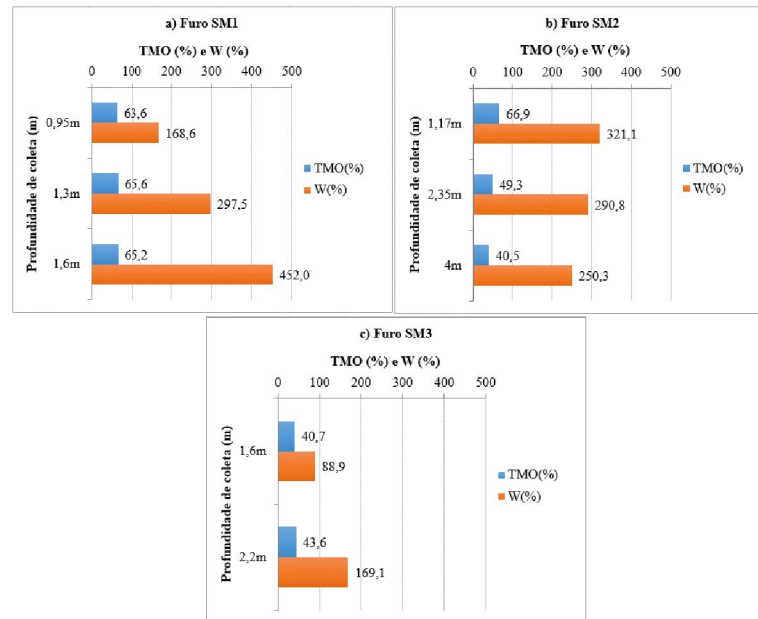 a) Furo SM1
TMO (%) e W (%)
0 100 200 300 400 500
Profundidade de coleta (m)
0,95m
63,6
168,6
1,3m
65,6
297,5
1,6m
65,2
452,0
TMO(%)
W(%)
b) Furo SM2
TMO (%) e W (%)
0 100 200 300 400 500
Profundidade de coleta (m)
1,17m
66,9
321,1
2,35m
49,3
290,8
4m
40,5
250,3
TMO(%)
W(%)
c) Furo SM3
TMO (%) e W (%)
0 100 200 300 400 500
Profundidade de coleta (m)
1,6m
40,7
88,9
2,2m
43,6
169,1
TMO(%)
W(%)